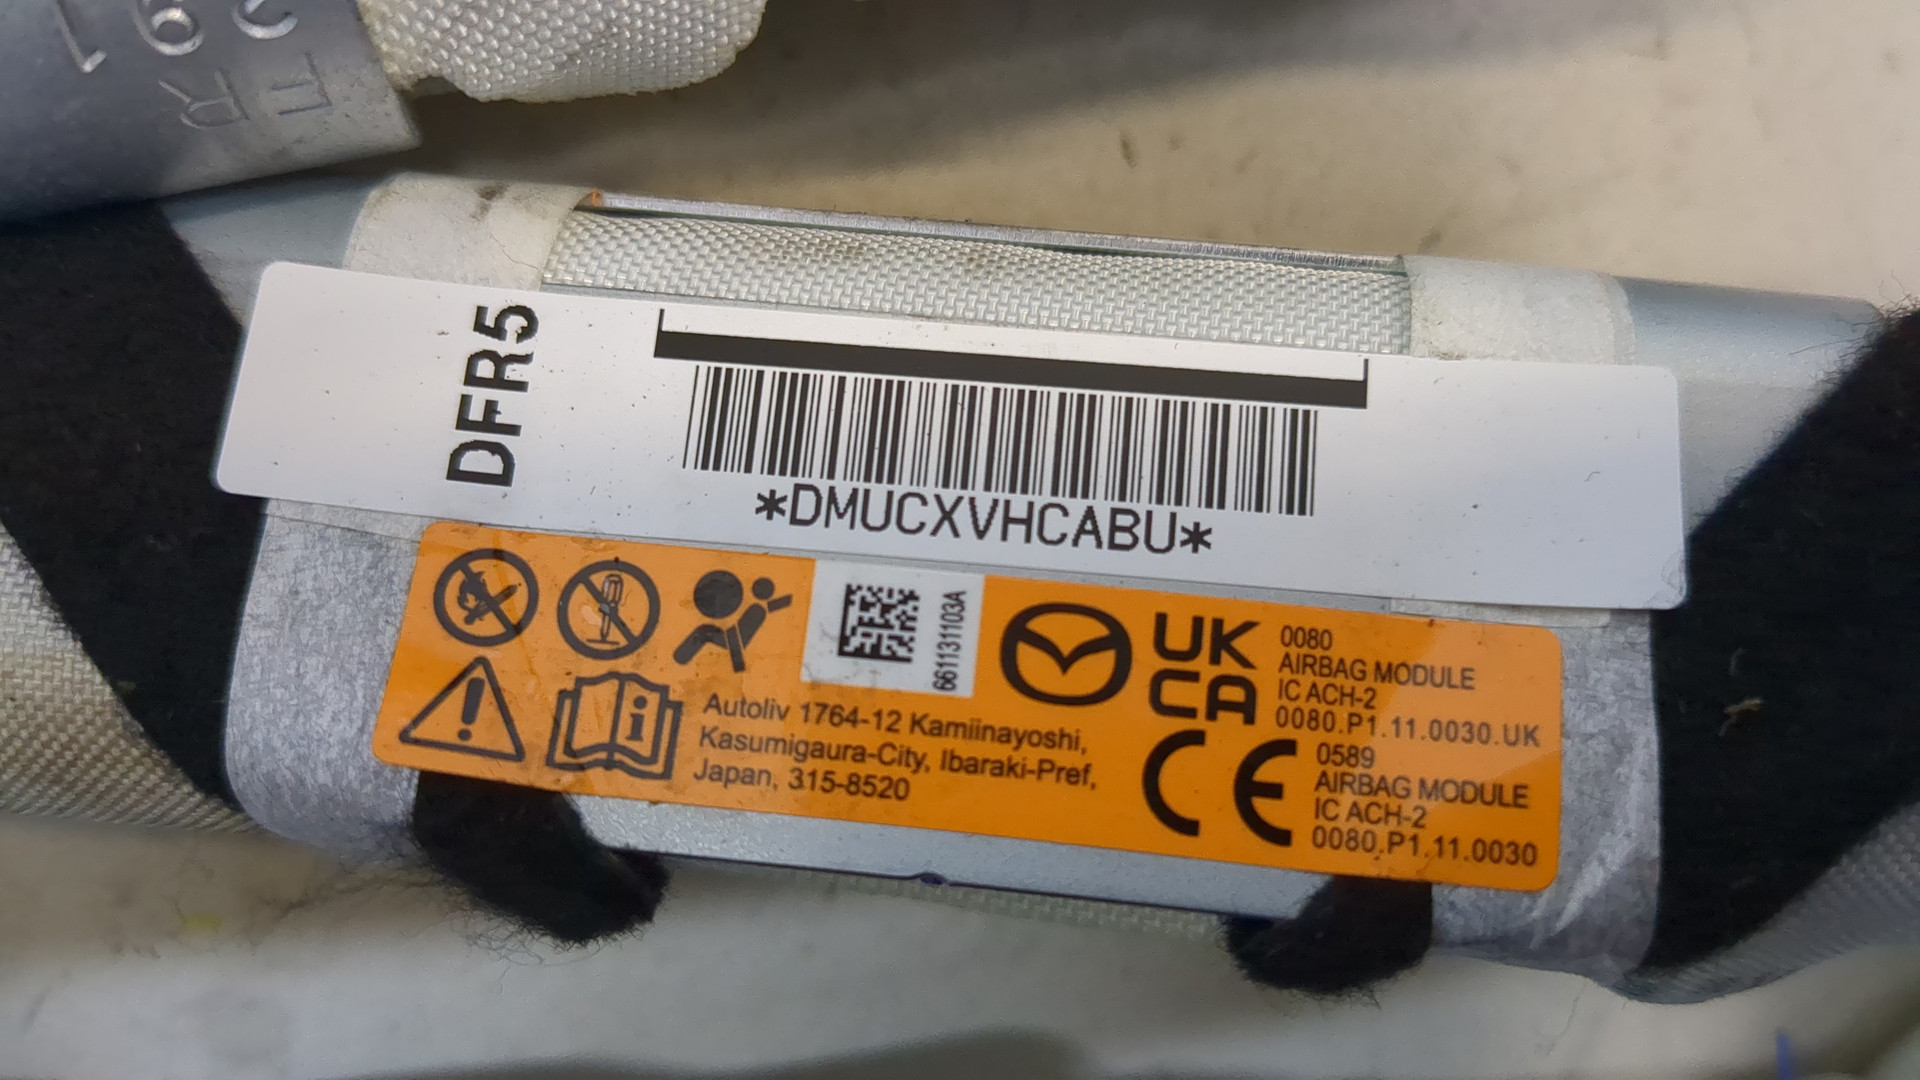 DFR5
*DMUCXVHCABU*
661131103A
Autoliv 1764-12 Kamiinayoshi,
Kasumigaura-City, Ibaraki-Pref,
Japan, 315-8520
UK
CA
0080
AIRBAG MODULE
IC ACH-2
0080.P1.11.0030.UK
CE
0589
AIRBAG MODULE
IC ACH-2
0080.P1.11.0030